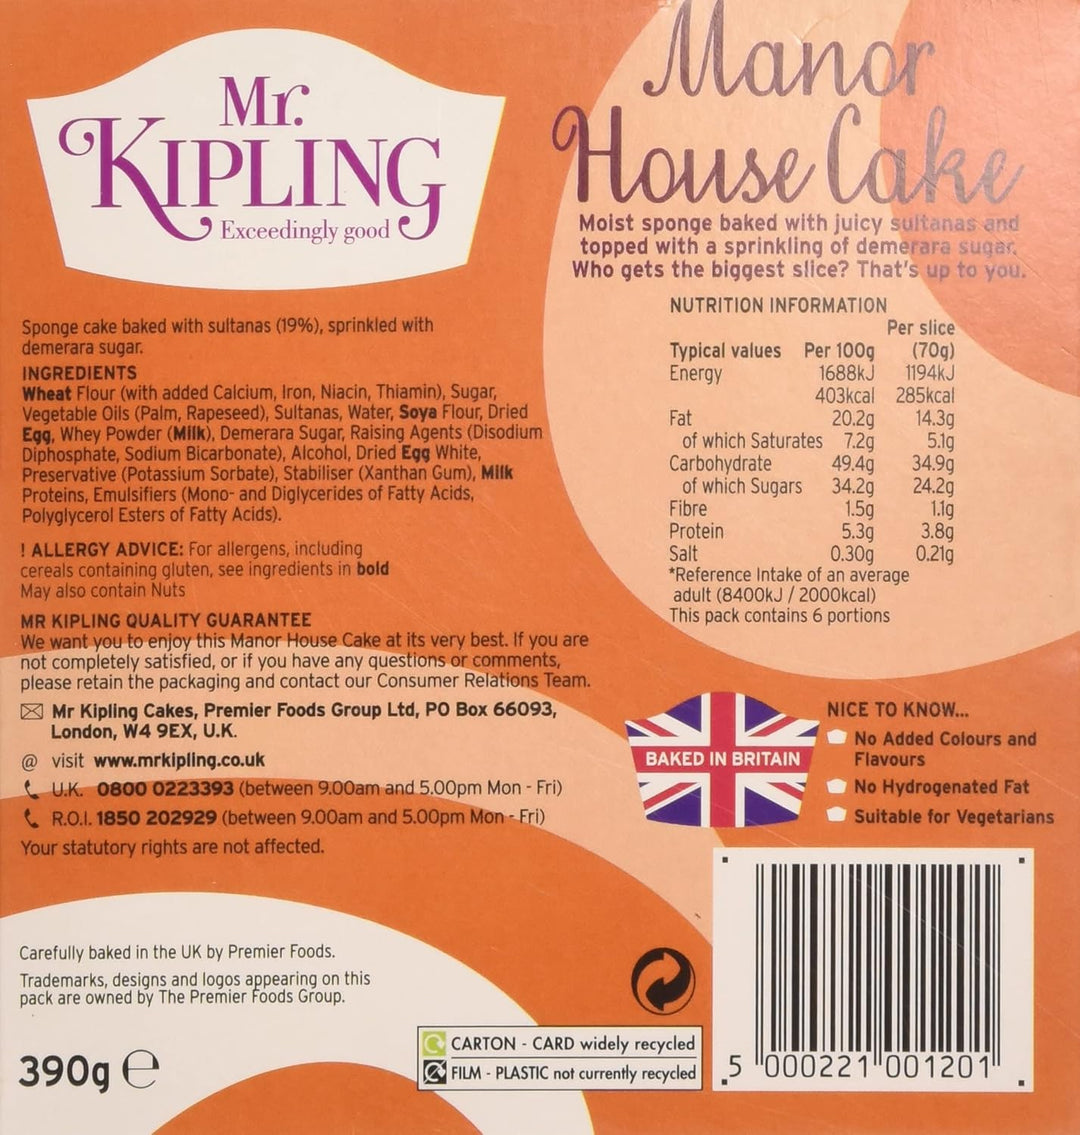 Mr.
KIPLING
Exceedingly good
Manor
House Cake
Moist sponge baked with juicy sultanas and
topped with a sprinkling of demerara sugar.
Who gets the biggest slice? That's up to you.
Sponge cake baked with sultanas (19%), sprinkled with
demerara sugar.
INGREDIENTS
Wheat Flour (with added Calcium, Iron, Niacin, Thiamin), Sugar,
Vegetable Oils (Palm, Rapeseed), Sultanas, Water, Soya Flour, Dried
Egg, Whey Powder (Milk), Demerara Sugar, Raising Agents (Disodium
Diphosphate, Sodium Bicarbonate), Alcohol, Dried Egg White,
Preservative (Potassium Sorbate), Stabiliser (Xanthan Gum), Milk
Proteins, Emulsifiers (Mono- and Diglycerides of Fatty Acids,
Polyglycerol Esters of Fatty Acids).
! ALLERGY ADVICE: For allergens, including
cereals containing gluten, see ingredients in bold
May also contain Nuts
MR KIPLING QUALITY GUARANTEE
We want you to enjoy this Manor House Cake at its very best. If you are
not completely satisfied, or if you have any questions or comments,
please retain the packaging and contact our Consumer Relations Team.
Mr Kipling Cakes, Premier Foods Group Ltd, PO Box 66093,
London, W4 9EX, U.K.
@ visit www.mrkipling.co.uk
U.K. 0800 0223393 (between 9.00am and 5.00pm Mon - Fri)
R.O.I. 1850 202929 (between 9.00am and 5.00pm Mon - Fri)
Your statutory rights are not affected.
NUTRITION INFORMATION
Per slice
Typical values Per 100g (70g)
Energy 1688kJ 1194kJ
403kcal 285kcal
Fat 20.2g 14.3g
of which Saturates 7.2g 5.1g
Carbohydrate 49.4g 34.9g
of which Sugars 34.2g 24.2g
Fibre 1.5g 1.1g
Protein 5.3g 3.8g
Salt 0.30g 0.21g
*Reference Intake of an average
adult (8400kJ / 2000kcal)
This pack contains 6 portions
BAKED IN BRITAIN
NICE TO KNOW...
No Added Colours and
Flavours
No Hydrogenated Fat
Suitable for Vegetarians
Carefully baked in the UK by Premier Foods.
Trademarks, designs and logos appearing on this
pack are owned by The Premier Foods Group.
390g ℮
CARTON - CARD widely recycled
FILM - PLASTIC not currently recycled
5 000221 001201